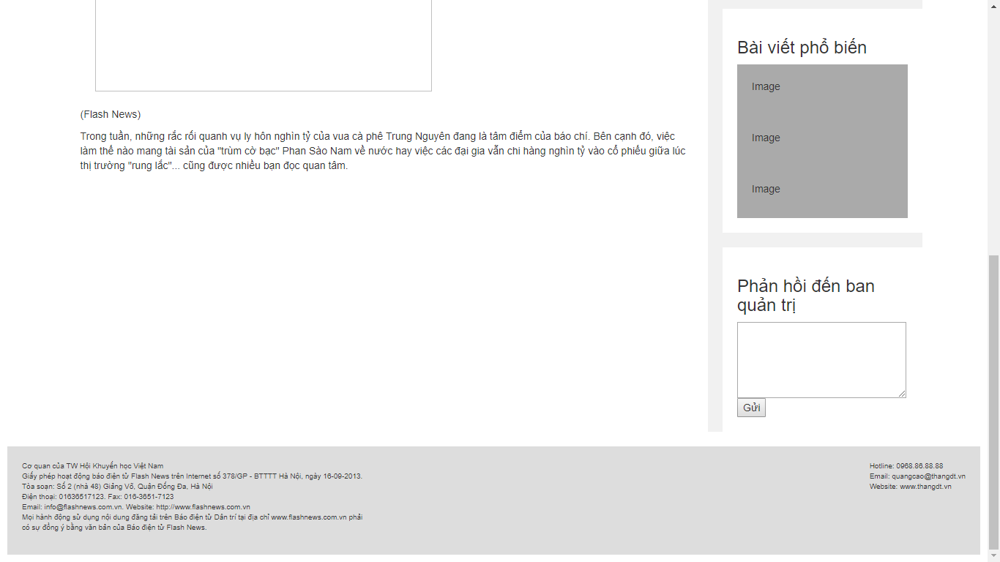 (Flash News)
Trong tuần, những rắc rối quanh vụ ly hôn nghìn tỷ của vua cà phê Trung Nguyên đang là tâm điểm của báo chí. Bên cạnh đó, việc
làm thế nào mang tài sản của "trùm cờ bạc" Phan Sào Nam về nước hay việc các đại gia vẫn chi hàng nghìn tỷ vào cổ phiếu giữa lúc
thị trường "rung lắc"... cũng được nhiều bạn đọc quan tâm.
Bài viết phổ biến
Image
Image
Image
Phản hồi đến ban
quản trị
Gửi
Cơ quan của TW Hội Khuyến học Việt Nam
Giấy phép hoạt động báo điện tử Flash News trên Internet số 378/GP - BTTTT Hà Nội, ngày 16-09-2013.
Tòa soạn: Số 2 (nhà 48) Giảng Võ, Quận Đống Đa, Hà Nội
Điện thoại: 01636517123. Fax: 016-3651-7123
Email: info@flashnews.com.vn. Website: http://www.flashnews.com.vn
Mọi hành động sử dụng nội dung đăng tải trên Báo điện tử Dân trí tại địa chỉ www.flashnews.com.vn phải
có sự đồng ý bằng văn bản của Báo điện tử Flash News.
Hotline: 0968.86.88.88
Email: quangcao@thangdt.vn
Website: www.thangdt.vn